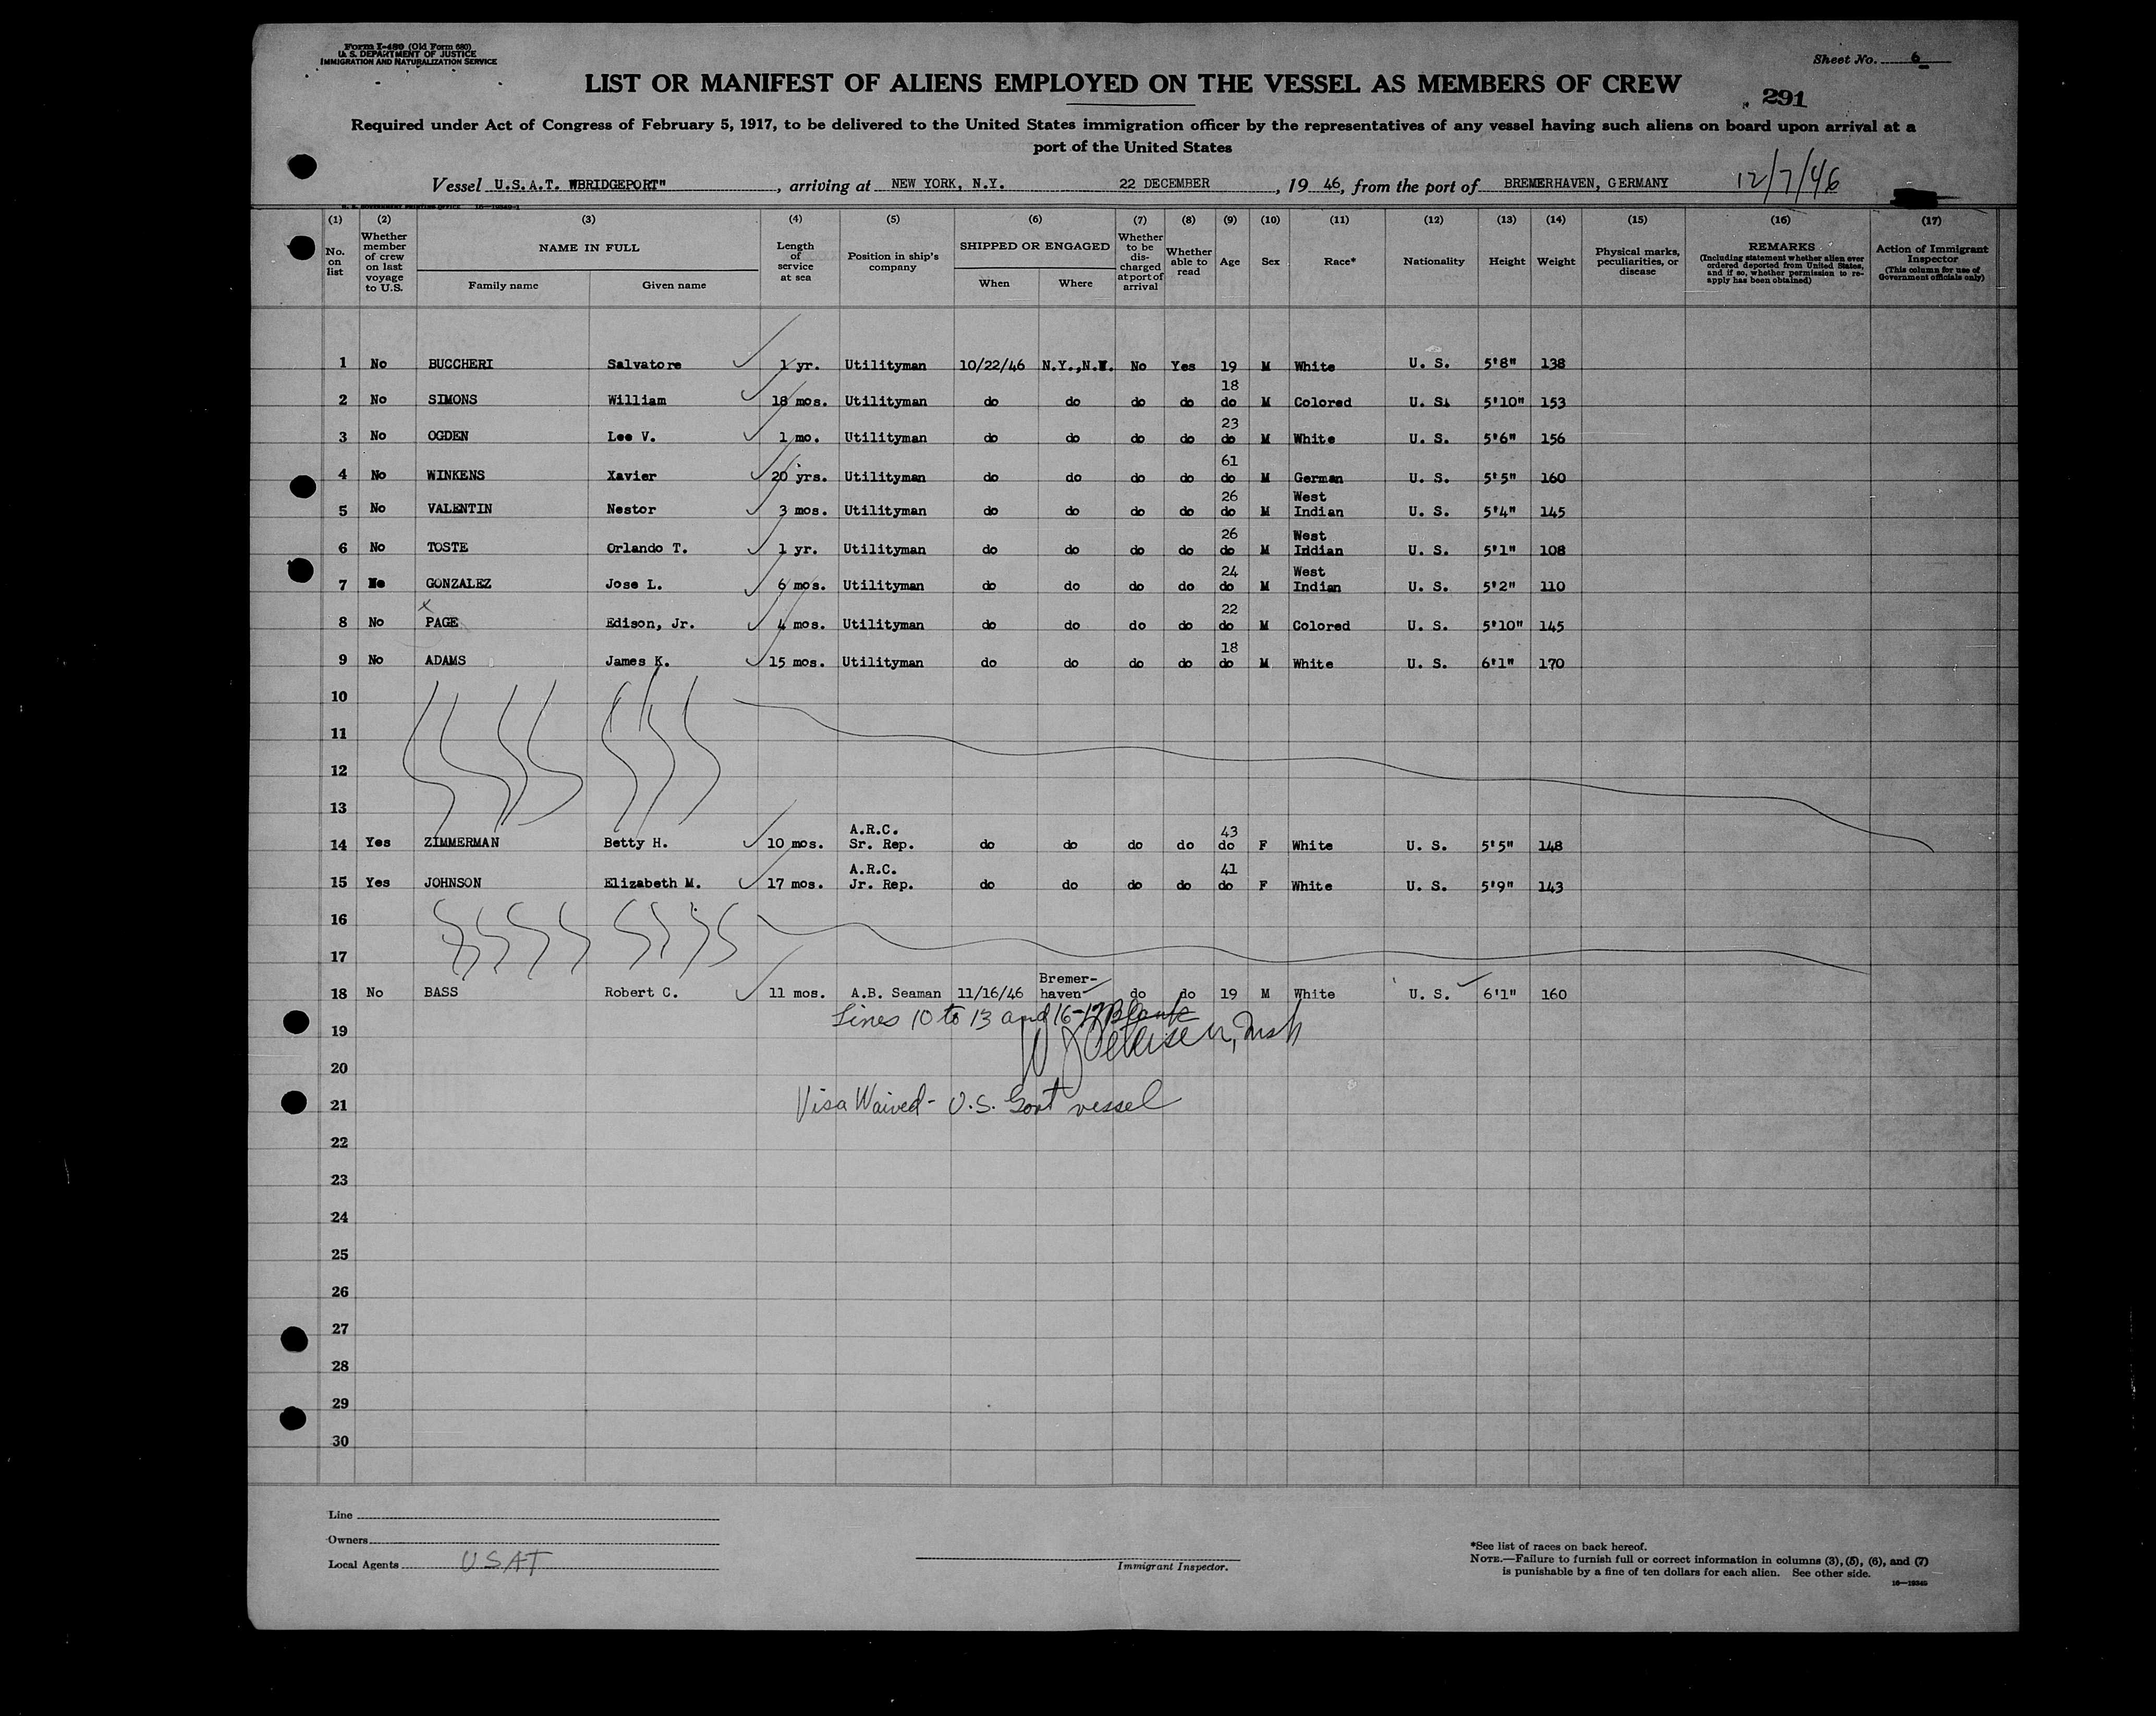 Form I-480 (Old Form 680)
U. S. DEPARTMENT OF JUSTICE
IMMIGRATION AND NATURALIZATION SERVICE
Sheet No. 6
LIST OR MANIFEST OF ALIENS EMPLOYED ON THE VESSEL AS MEMBERS OF CREW
291
Required under Act of Congress of February 5, 1917, to be delivered to the United States immigration officer by the representatives of any vessel having such aliens on board upon arrival at a
port of the United States
Vessel U.S.A.T. WBRIDGEPORT" , arriving at NEW YORK, N.Y. 22 DECEMBER , 19 46, from the port of BREMERHAVEN, GERMANY 12/7/46
(1) (2) (3) (4) (5) (6) (7) (8) (9) (10) (11) (12) (13) (14) (15) (16) (17)
No. on list
Whether member of crew on last voyage to U.S.
NAME IN FULL
Family name Given name
Length of service at sea
Position in ship's company
SHIPPED OR ENGAGED
When Where
Whether to be discharged at port of arrival
Whether able to read
Age
Sex
Race*
Nationality
Height
Weight
Physical marks, peculiarities, or disease
REMARKS
(Including statement whether alien ever ordered deported from United States, and if so, whether permission to reapply has been obtained)
Action of Immigrant Inspector
(This column for use of Government officials only)
1 No BUCCHERI Salvatore 1 yr. Utilityman 10/22/46 N.Y.,N.Y. No Yes 19 M White U. S. 5'8" 138
2 No SIMONS William 18 mos. Utilityman do do do do 18 do M Colored U. S. 5'10" 153
3 No OGDEN Lee V. 1 mo. Utilityman do do do do 23 do M White U. S. 5'6" 156
4 No WINKENS Xavier 20 yrs. Utilityman do do do do 61 do M German U. S. 5'5" 160
5 No VALENTIN Nestor 3 mos. Utilityman do do do do 26 do M West Indian U. S. 5'4" 145
6 No TOSTE Orlando T. 1 yr. Utilityman do do do do 26 do M West Indian U. S. 5'1" 108
7 No GONZALEZ Jose L. 6 mos. Utilityman do do do do 24 do M West Indian U. S. 5'2" 110
x
8 No PAGE Edison, Jr. 4 mos. Utilityman do do do do 22 do M Colored U. S. 5'10" 145
9 No ADAMS James K. 15 mos. Utilityman do do do do 18 do M White U. S. 6'1" 170
10
11
12
13
14 Yes ZIMMERMAN Betty H. 10 mos. A.R.C. Sr. Rep. do do do do 43 do F White U. S. 5'5" 148
15 Yes JOHNSON Elizabeth M. 17 mos. A.R.C. Jr. Rep. do do do do 41 do F White U. S. 5'9" 143
16
17
18 No BASS Robert C. 11 mos. A.B. Seaman 11/16/46 Bremer-haven do do 19 M White U. S. 6'1" 160
Lines 10 to 13 and 16-17 Blank
19
20
21 Visa Waived - U.S. Govt vessel
22
23
24
25
26
27
28
29
30
Line
Owners
Local Agents USAT
Immigrant Inspector.
*See list of races on back hereof.
NOTE.—Failure to furnish full or correct information in columns (3), (5), (6), and (7)
is punishable by a fine of ten dollars for each alien. See other side.
16—19345